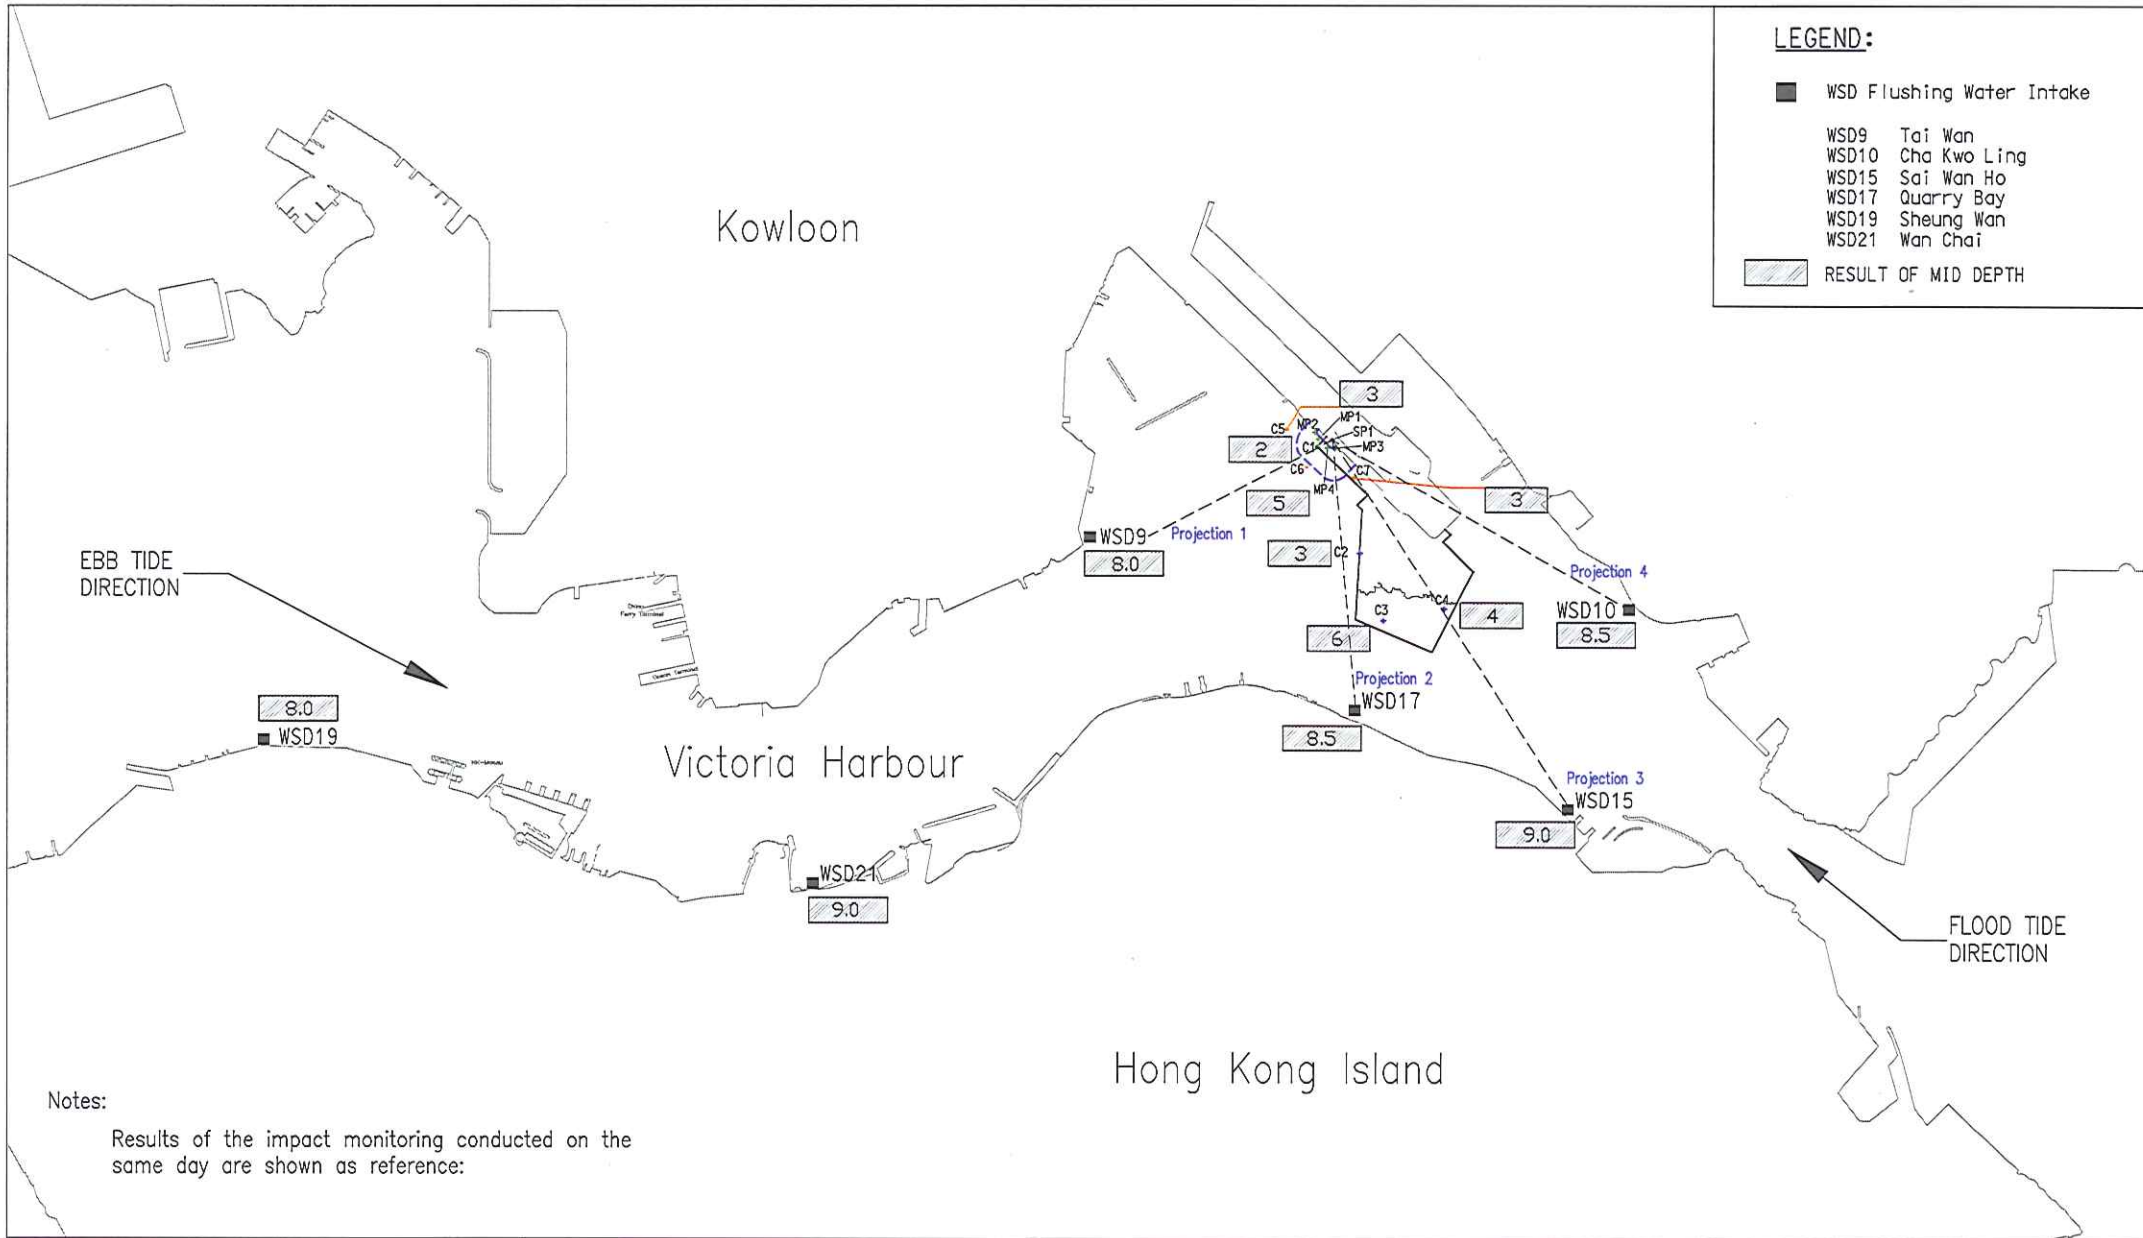 LEGEND:
WSD Flushing Water Intake
WSD9 Tai Wan
WSD10 Cha Kwo Ling
WSD15 Sai Wan Ho
WSD17 Quarry Bay
WSD19 Sheung Wan
WSD21 Wan Chai
RESULT OF MID DEPTH
Kowloon
3
MP1
MP2
C5
SP1
2
C1
MP3
C6
C7
MP4
5
3
WSD9
Projection 1
8.0
3
C2
EBB TIDE
DIRECTION
Projection 4
WSD10
8.5
C3
C4
4
6
Ferry Terminal
Ocean Terminal
Projection 2
WSD17
8.5
8.0
WSD19
Victoria Harbour
Projection 3
WSD15
9.0
WSD21
9.0
FLOOD TIDE
DIRECTION
Hong Kong Island
Notes:
Results of the impact monitoring conducted on the
same day are shown as reference: